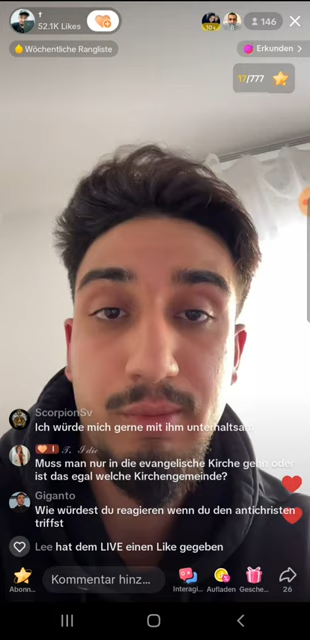 52.1K Likes
146
Wöchentliche Rangliste
Erkunden
17/777
ScorpionSv
Ich würde mich gerne mit ihm unterhaltsam
Muss man nur in die evangelische Kirche gehn oder
ist das egal welche Kirchengemeinde?
Giganto
Wie würdest du reagieren wenn du den antichristen
triffst
Lee hat dem LIVE einen Like gegeben
Abonn...
Kommentar hinz...
Interagi...
Aufladen
Gesche...
26